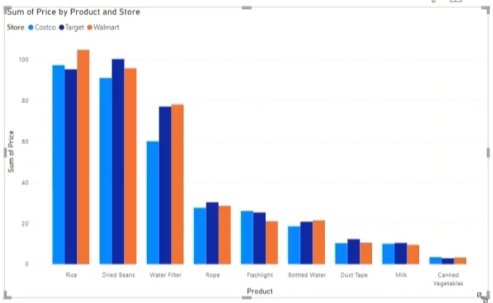 Sum of Price by Product and Store
Store Costco Target Walmart
Sum of Price
100
80
60
40
20
0
Rice Dried Beans Water Filter Rope Flashlight Bottled Water Duct Tape Milk Canned Vegetables
Product